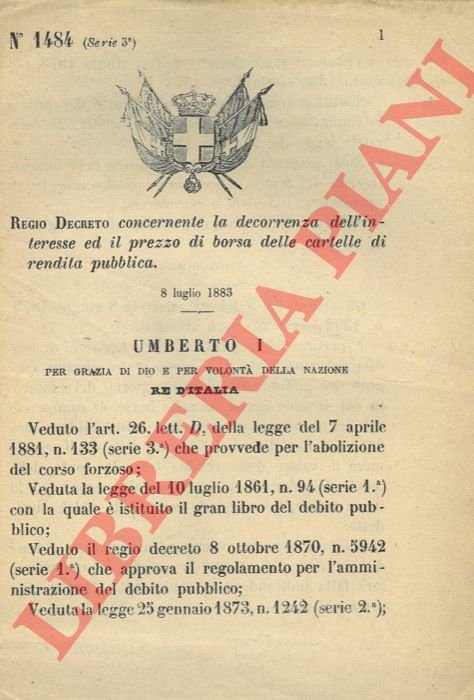 N° 1484 (Serie 3ª)
1
REGIO DECRETO concernente la decorrenza dell'in-
teresse ed il prezzo di borsa delle cartelle di
rendita pubblica.
8 luglio 1883
UMBERTO I
PER GRAZIA DI DIO E PER VOLONTÀ DELLA NAZIONE
RE D'ITALIA
Veduto l'art. 26. lett. D, della legge del 7 aprile
1881, n. 133 (serie 3.ª) che provvede per l'abolizione
del corso forzoso;
Veduta la legge del 10 luglio 1861, n. 94 (serie 1.ª)
con la quale è istituito il gran libro del debito pub-
blico;
Veduto il regio decreto 8 ottobre 1870, n. 5942
(serie 1.ª) che approva il regolamento per l'ammi-
nistrazione del debito pubblico;
Veduta la legge 25 gennaio 1873, n. 1242 (serie 2.ª);
LIBRERIA PIANI